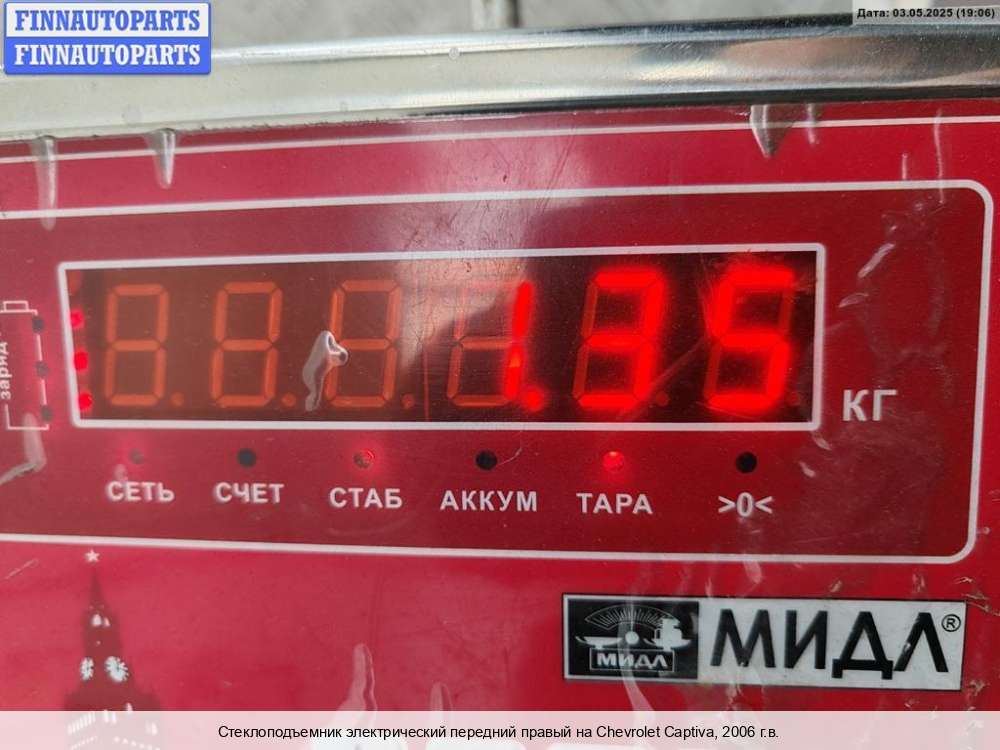 FINNAUTOPARTS
FINNAUTOPARTS
Дата: 03.05.2025 (19:06)
заряд
1.35
КГ
СЕТЬ СЧЕТ СТАБ АККУМ ТАРА >0<
МИДЛ МИДЛ®
Стеклоподъемник электрический передний правый на Chevrolet Captiva, 2006 г.в.